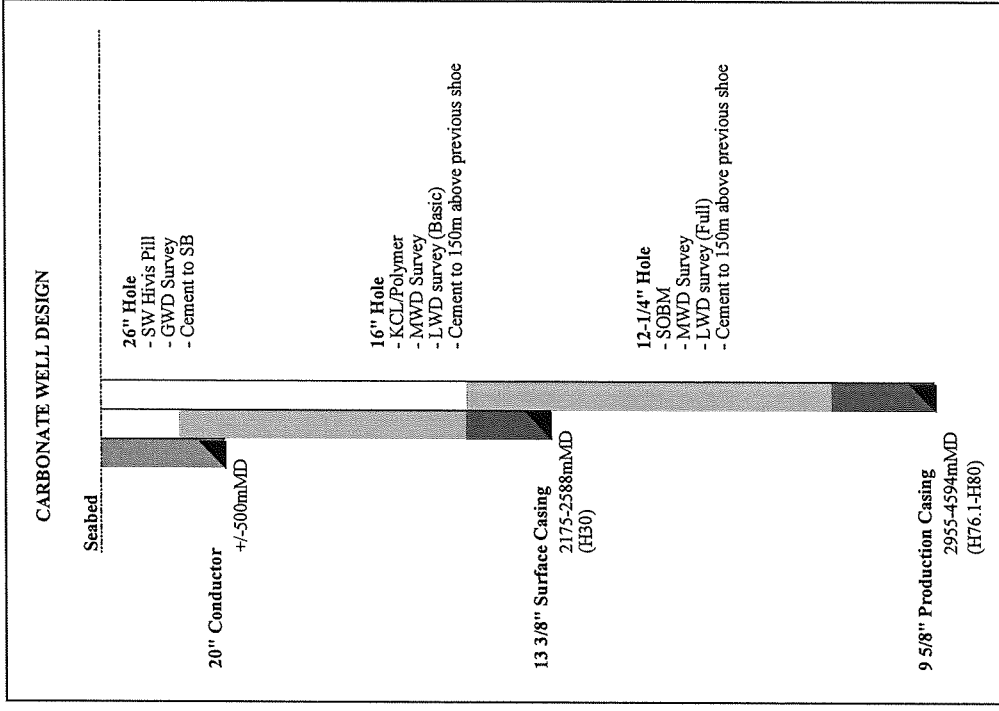 CARBONATE WELL DESIGN
Seabed
26" Hole
- SW Hivis Pill
- GWD Survey
- Cement to SB
20" Conductor
+/-500mMD
16" Hole
- KCL/Polymer
- MWD Survey
- LWD survey (Basic)
- Cement to 150m above previous shoe
13 3/8" Surface Casing
2175-2588mMD
(H30)
12-1/4" Hole
- SOBM
- MWD Survey
- LWD survey (Full)
- Cement to 150m above previous shoe
9 5/8" Production Casing
2955-4594mMD
(H76.1-H80)